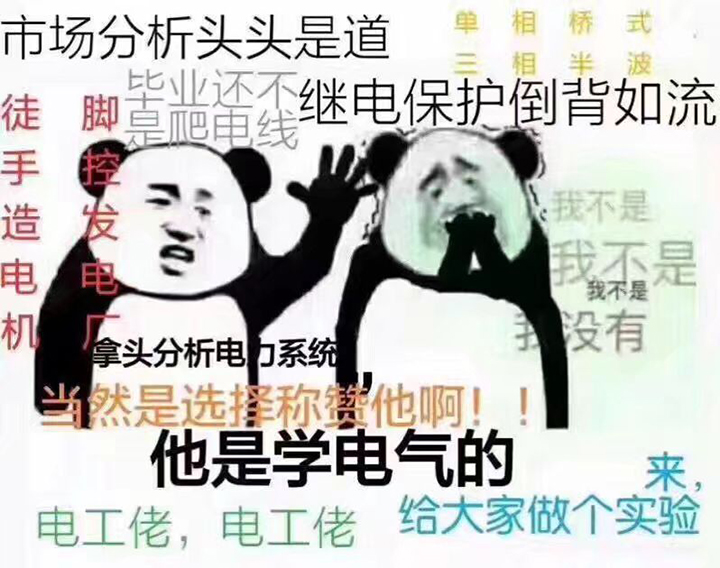 市场分析头头是道
单相桥式
三相半波
毕业还不
是爬电线
继电保护倒背如流
徒手造电机
脚控发电厂
我不是
我不是
我不是
我没有
拿头分析电力系统
,,
当然是选择称赞他啊！！
他是学电气的
来,
给大家做个实验
电工佬，电工佬